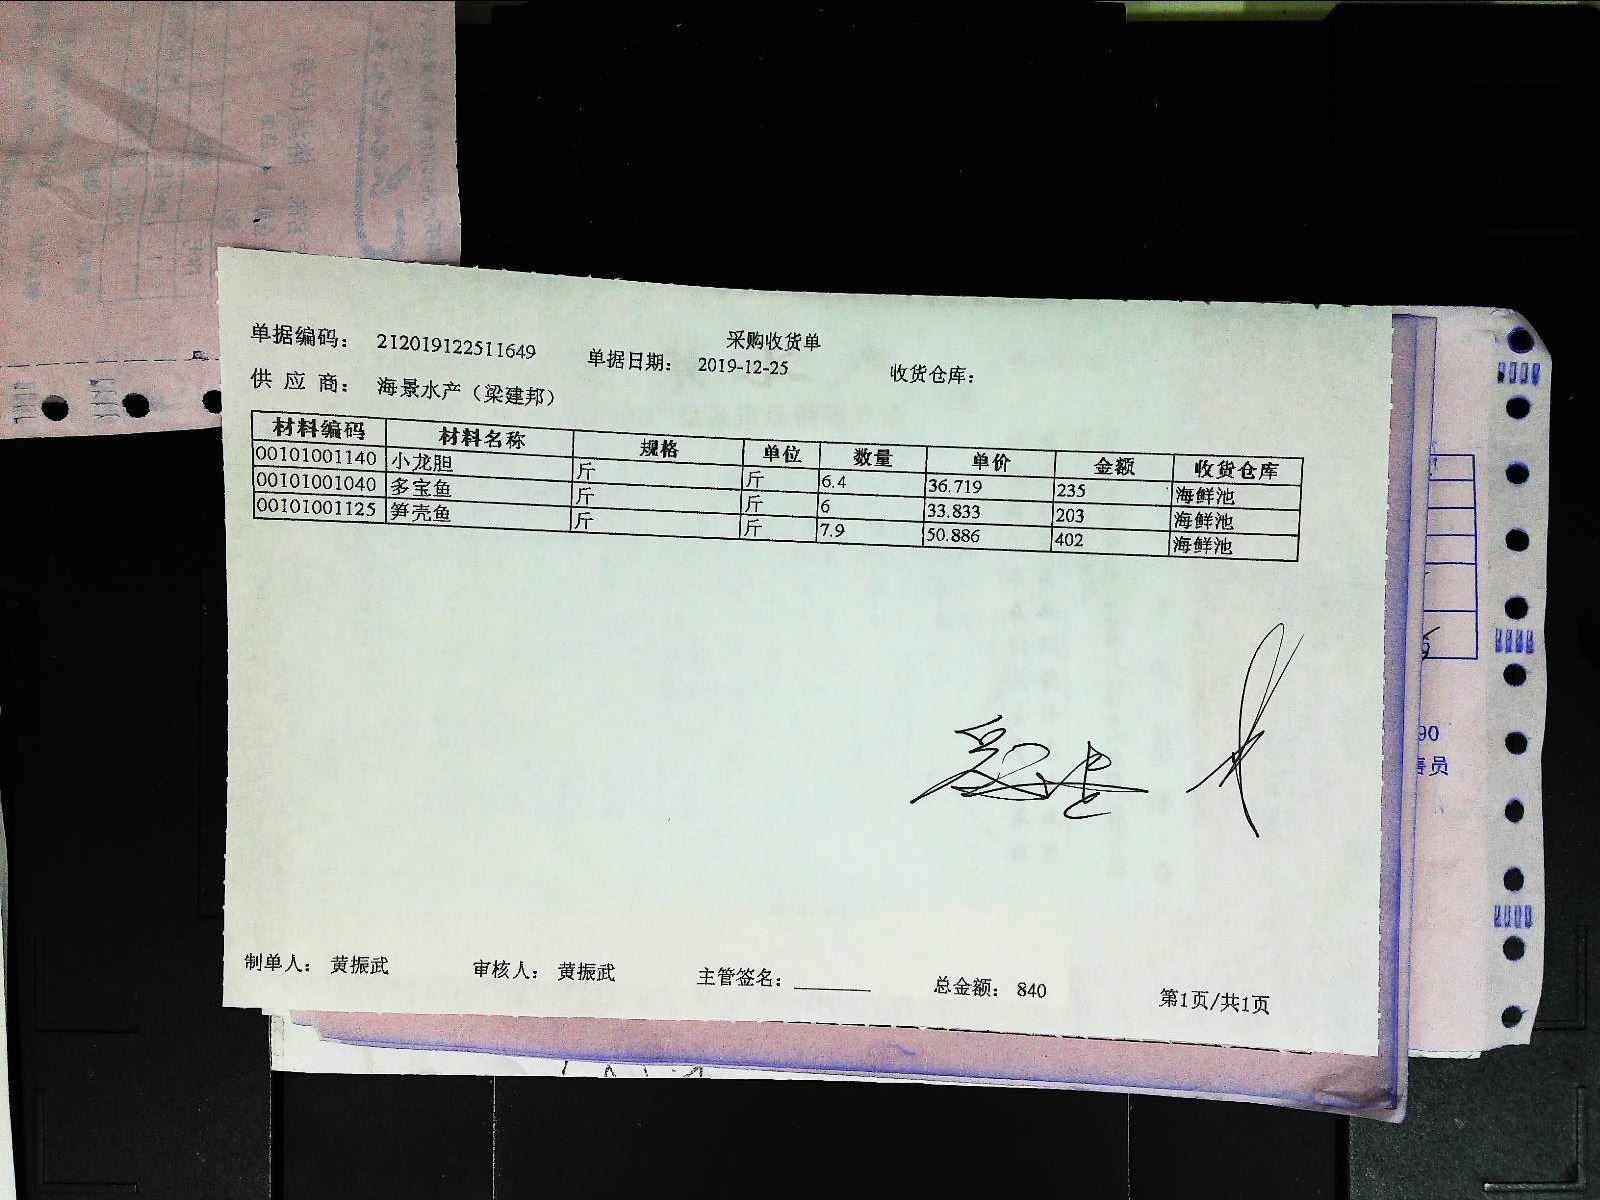 采购收货单
单据编码： 212019122511649 单据日期： 2019-12-25 收货仓库：
供 应 商： 海景水产（梁建邦）
材料编码 材料名称 规格 单位 数量 单价 金额 收货仓库
00101001140 小龙胆 斤 斤 6.4 36.719 235 海鲜池
00101001040 多宝鱼 斤 斤 6 33.833 203 海鲜池
00101001125 笋壳鱼 斤 斤 7.9 50.886 402 海鲜池
制单人： 黄振武 审核人： 黄振武 主管签名： 总金额： 840 第1页/共1页
90
售员